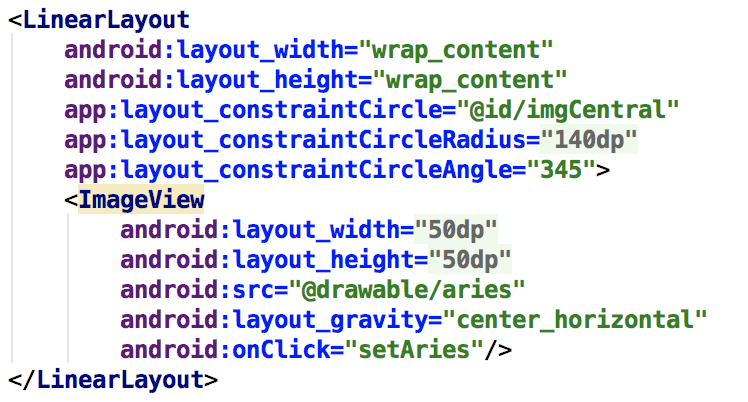 <LinearLayout
    android:layout_width="wrap_content"
    android:layout_height="wrap_content"
    app:layout_constraintCircle="@id/imgCentral"
    app:layout_constraintCircleRadius="140dp"
    app:layout_constraintCircleAngle="345">
    <ImageView
        android:layout_width="50dp"
        android:layout_height="50dp"
        android:src="@drawable/aries"
        android:layout_gravity="center_horizontal"
        android:onClick="setAries"/>
</LinearLayout>